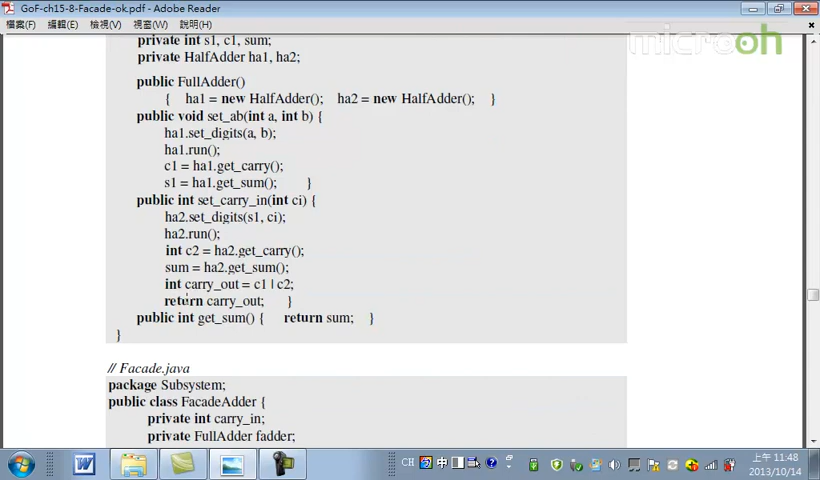 GoF-ch15-8-Facade-ok.pdf - Adobe Reader
檔案(F) 編輯(E) 檢視(V) 視窗(W) 說明(H)
microoh
private int s1, c1, sum;
private HalfAdder ha1, ha2;
public FullAdder()
{ ha1 = new HalfAdder(); ha2 = new HalfAdder(); }
public void set_ab(int a, int b) {
ha1.set_digits(a, b);
ha1.run();
c1 = ha1.get_carry();
s1 = ha1.get_sum(); }
public int set_carry_in(int ci) {
ha2.set_digits(s1, ci);
ha2.run();
int c2 = ha2.get_carry();
sum = ha2.get_sum();
int carry_out = c1 | c2;
return carry_out; }
public int get_sum() { return sum; }
}
// Facade.java
package Subsystem;
public class FacadeAdder {
private int carry_in;
private FullAdder fadder;
CH 中
上午 11:48
2013/10/14